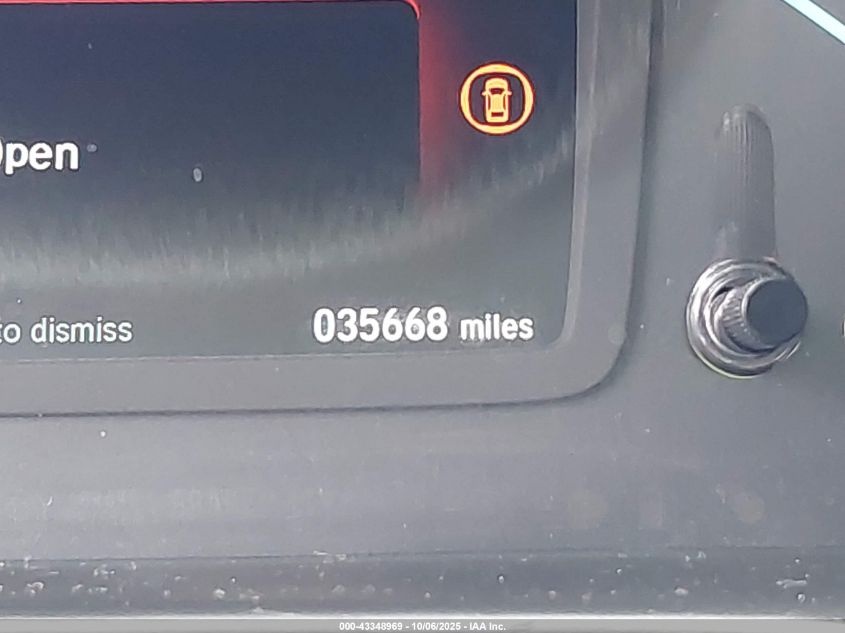 Open
to dismiss 035668 miles
000-43348969 - 10/06/2025 - IAA Inc.